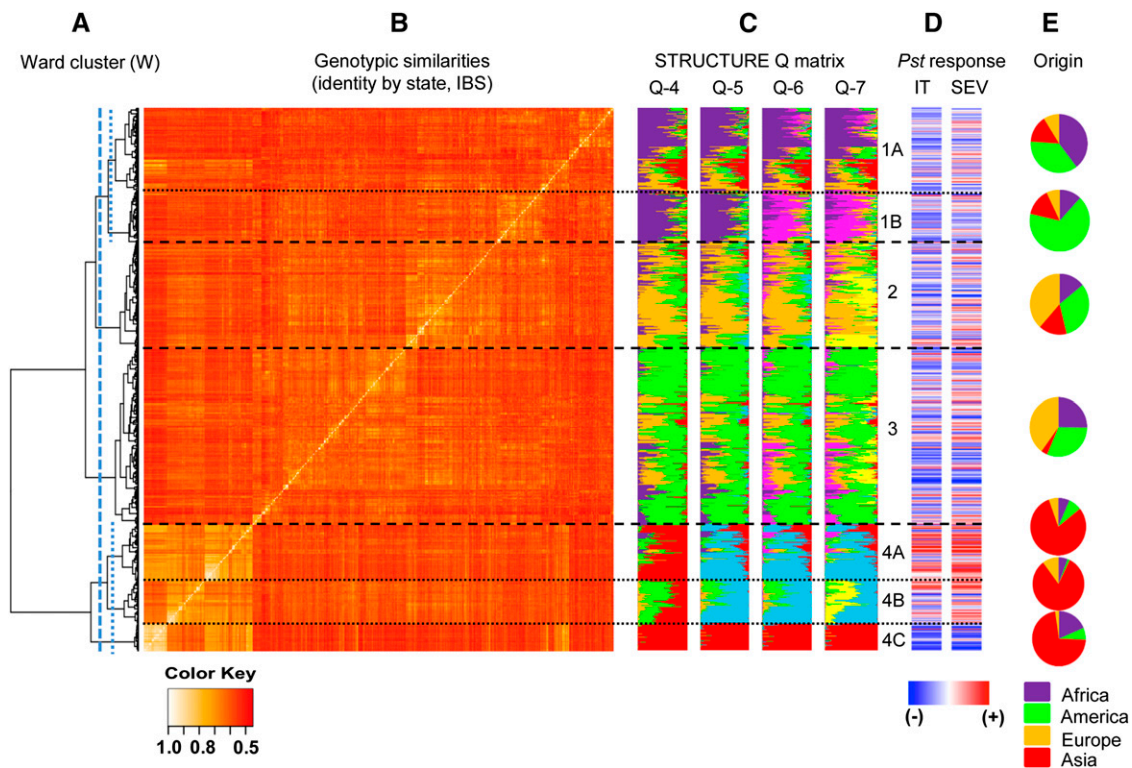 A B C D E
Ward cluster (W)
Genotypic similarities
(identity by state, IBS)
STRUCTURE Q matrix
Q-4 Q-5 Q-6 Q-7
Pst response
IT SEV
Origin
1A
1B
2
3
4A
4B
4C
Color Key
1.0 0.8 0.5
(-) (+)
Africa
America
Europe
Asia